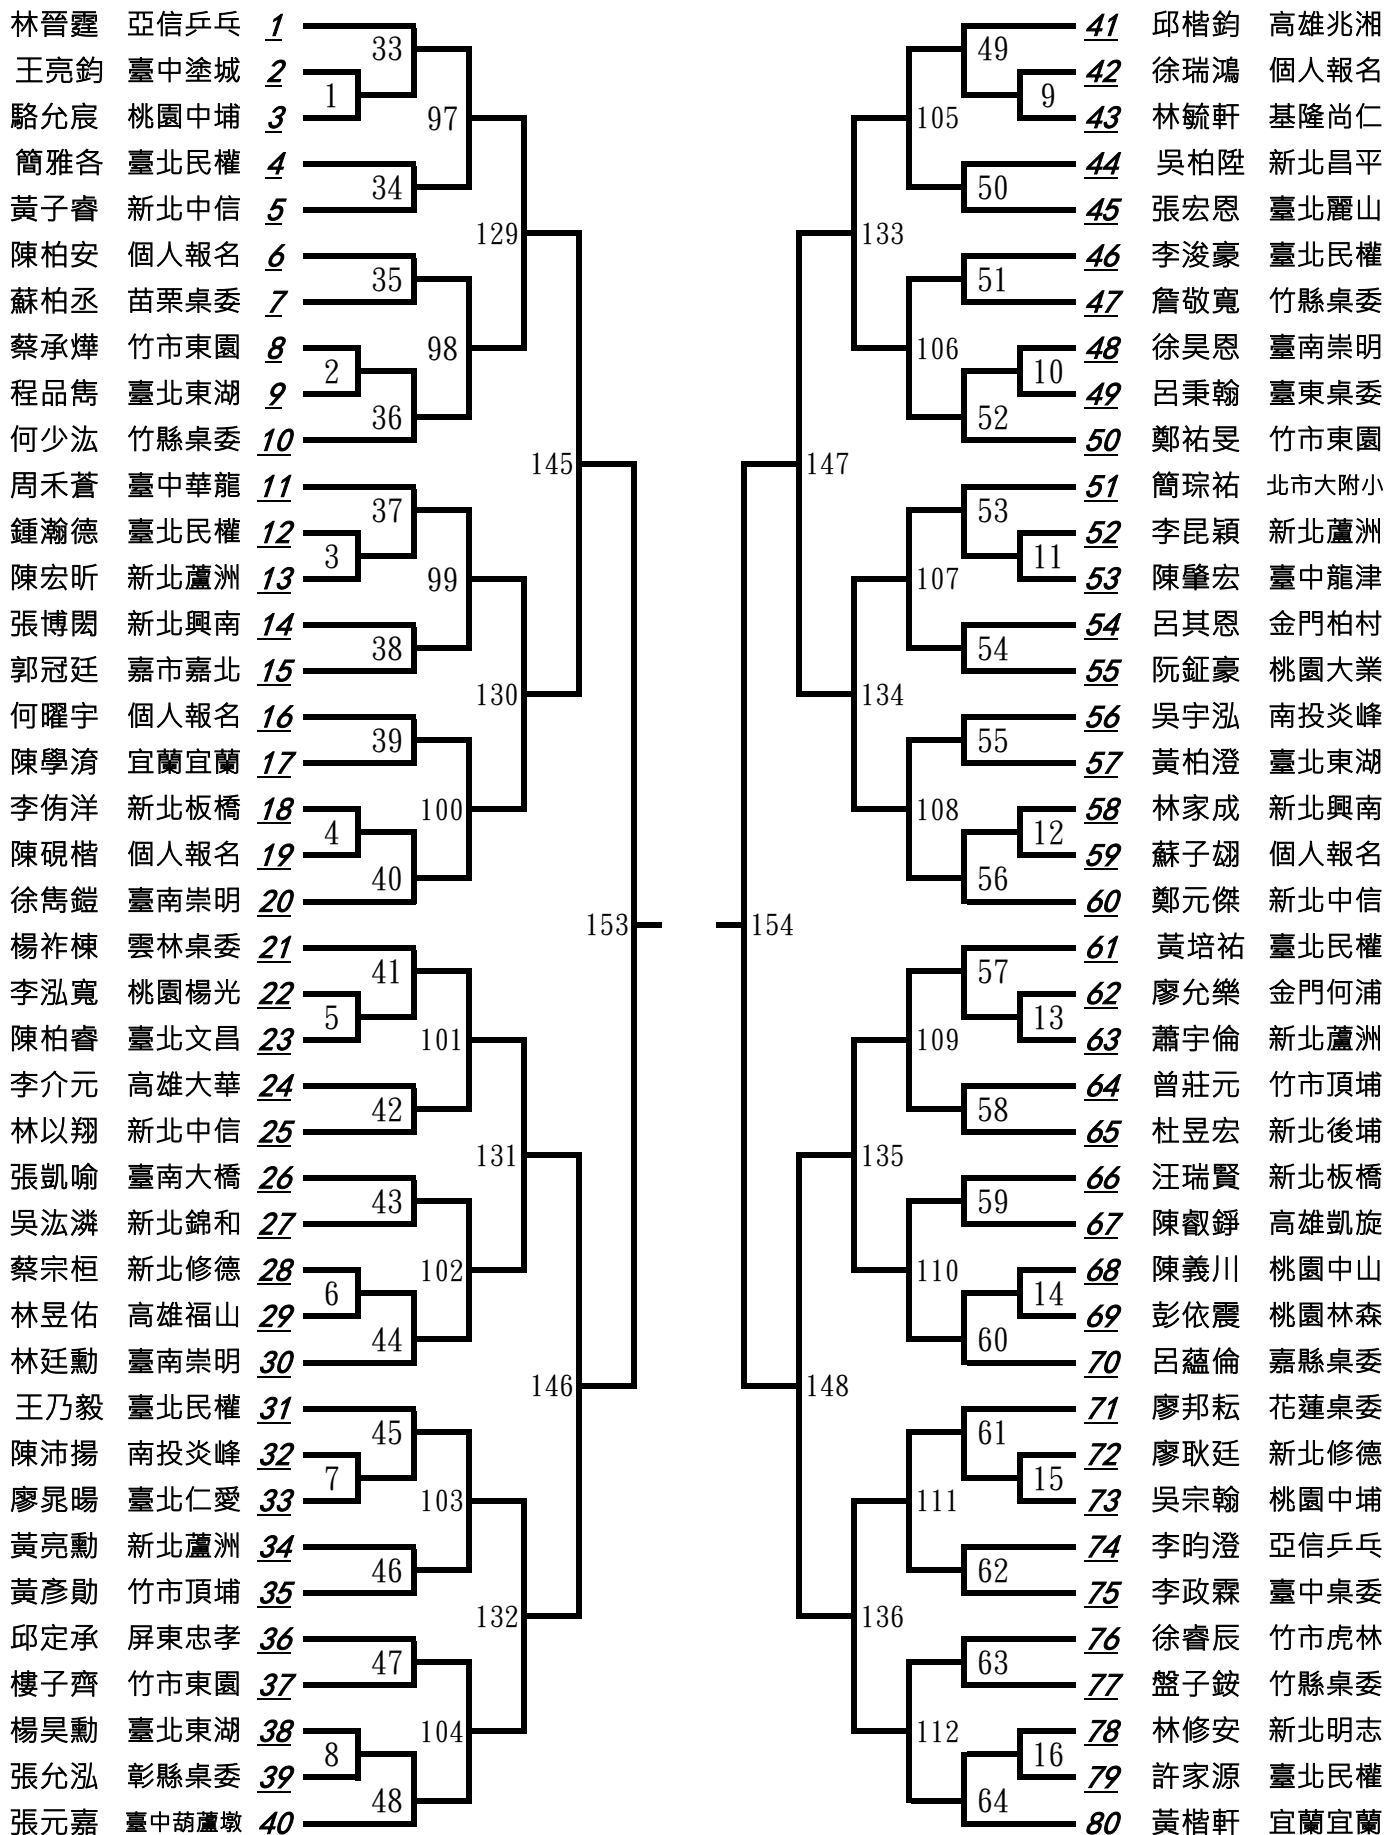 林晉霆 亞信乒乓 1
王亮鈞 臺中塗城 2
駱允宸 桃園中埔 3
簡雅各 臺北民權 4
黃子睿 新北中信 5
陳柏安 個人報名 6
蘇柏丞 苗栗桌委 7
蔡承燁 竹市東園 8
程品雋 臺北東湖 9
何少汯 竹縣桌委 10
周禾蒼 臺中華龍 11
鍾瀚德 臺北民權 12
陳宏昕 新北蘆洲 13
張博閎 新北興南 14
郭冠廷 嘉市嘉北 15
何曜宇 個人報名 16
陳學淯 宜蘭宜蘭 17
李侑洋 新北板橋 18
陳硯楷 個人報名 19
徐雋鎧 臺南崇明 20
楊祚棟 雲林桌委 21
李泓寬 桃園楊光 22
陳柏睿 臺北文昌 23
李介元 高雄大華 24
林以翔 新北中信 25
張凱喻 臺南大橋 26
吳汯潾 新北錦和 27
蔡宗桓 新北修德 28
林昱佑 高雄福山 29
林廷勳 臺南崇明 30
王乃毅 臺北民權 31
陳沛揚 南投炎峰 32
廖晁暘 臺北仁愛 33
黃亮勳 新北蘆洲 34
黃彥勛 竹市頂埔 35
邱定承 屏東忠孝 36
樓子齊 竹市東園 37
楊昊勳 臺北東湖 38
張允泓 彰縣桌委 39
張元嘉 臺中葫蘆墩 40
1
2
3
4
5
6
7
8
33
34
35
36
37
38
39
40
41
42
43
44
45
46
47
48
97
98
99
100
101
102
103
104
129
130
131
132
145
146
153
154
147
148
133
134
135
136
105
106
107
108
109
110
111
112
49
50
51
52
53
54
55
56
57
58
59
60
61
62
63
64
9
10
11
12
13
14
15
16
41 邱楷鈞 高雄兆湘
42 徐瑞鴻 個人報名
43 林毓軒 基隆尚仁
44 吳柏陞 新北昌平
45 張宏恩 臺北麗山
46 李浚豪 臺北民權
47 詹敬寬 竹縣桌委
48 徐昊恩 臺南崇明
49 呂秉翰 臺東桌委
50 鄭祐旻 竹市東園
51 簡琮祐 北市大附小
52 李昆穎 新北蘆洲
53 陳肇宏 臺中龍津
54 呂其恩 金門柏村
55 阮鉦豪 桃園大業
56 吳宇泓 南投炎峰
57 黃柏澄 臺北東湖
58 林家成 新北興南
59 蘇子翃 個人報名
60 鄭元傑 新北中信
61 黃培祐 臺北民權
62 廖允樂 金門何浦
63 蕭宇倫 新北蘆洲
64 曾莊元 竹市頂埔
65 杜昱宏 新北後埔
66 汪瑞賢 新北板橋
67 陳叡錚 高雄凱旋
68 陳義川 桃園中山
69 彭依震 桃園林森
70 呂蘊倫 嘉縣桌委
71 廖邦耘 花蓮桌委
72 廖耿廷 新北修德
73 吳宗翰 桃園中埔
74 李昀澄 亞信乒乓
75 李政霖 臺中桌委
76 徐睿辰 竹市虎林
77 盤子銨 竹縣桌委
78 林修安 新北明志
79 許家源 臺北民權
80 黃楷軒 宜蘭宜蘭